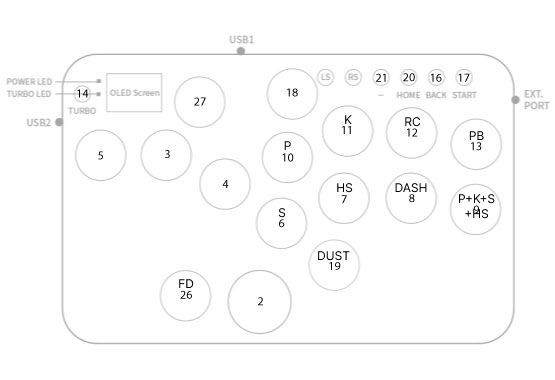 USB1
POWER LED
TURBO LED
14
TURBO
OLED Screen
USB2
27
18
LS
RS
21
20
16
17
–
HOME
BACK
START
EXT.
PORT
K
11
RC
12
PB
13
P
10
5
3
4
HS
7
DASH
8
P+K+S
9
+HS
S
6
DUST
19
FD
26
2